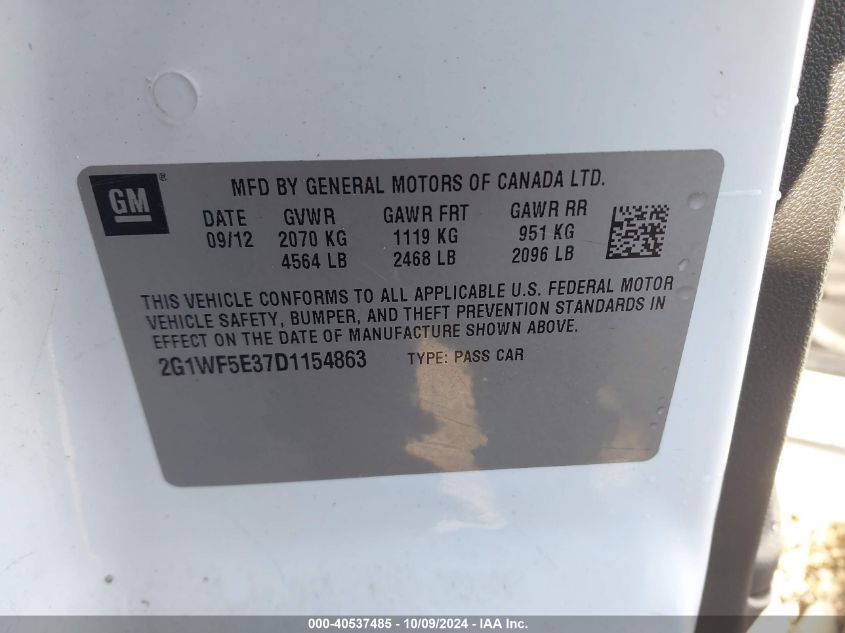 GM ®
MFD BY GENERAL MOTORS OF CANADA LTD.
DATE GVWR GAWR FRT GAWR RR
09/12 2070 KG 1119 KG 951 KG
4564 LB 2468 LB 2096 LB
THIS VEHICLE CONFORMS TO ALL APPLICABLE U.S. FEDERAL MOTOR
VEHICLE SAFETY, BUMPER, AND THEFT PREVENTION STANDARDS IN
EFFECT ON THE DATE OF MANUFACTURE SHOWN ABOVE.
2G1WF5E37D1154863 TYPE: PASS CAR
000-40537485 - 10/09/2024 - IAA Inc.